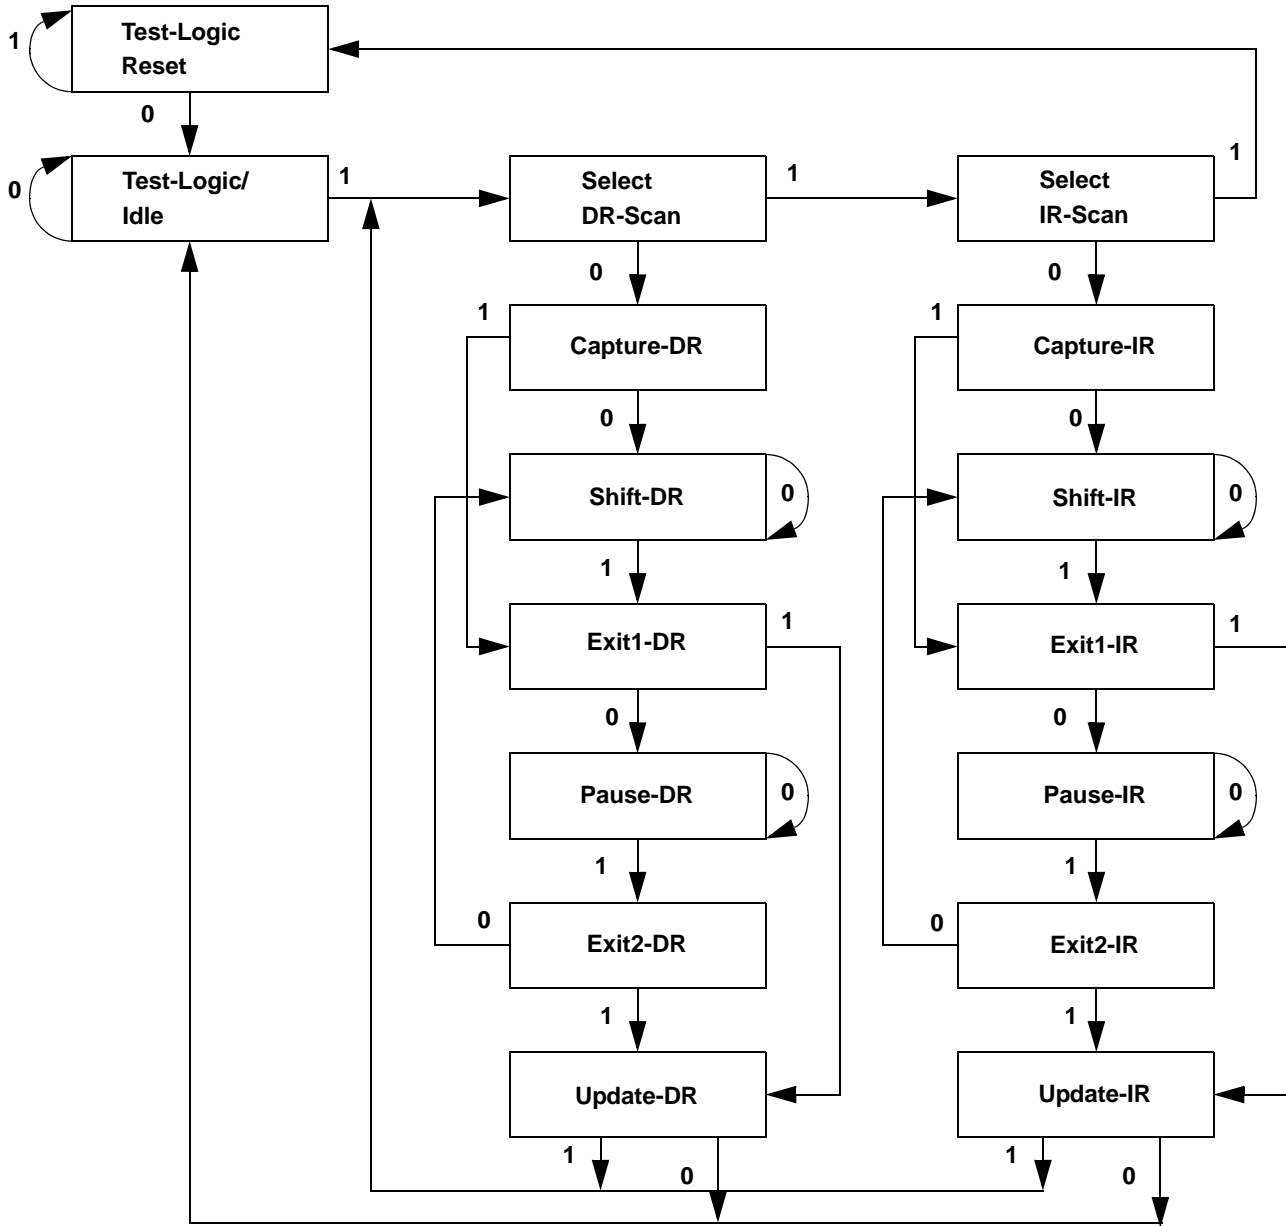 Test-Logic
Reset
1
0
Test-Logic/
Idle
0
1
Select
DR-Scan
1
Select
IR-Scan
1
0
0
1
Capture-DR
1
Capture-IR
0
0
Shift-DR
0
Shift-IR
0
1
1
Exit1-DR
1
Exit1-IR
1
0
0
Pause-DR
0
Pause-IR
0
1
1
0
Exit2-DR
0
Exit2-IR
1
1
Update-DR
Update-IR
1
0
1
0